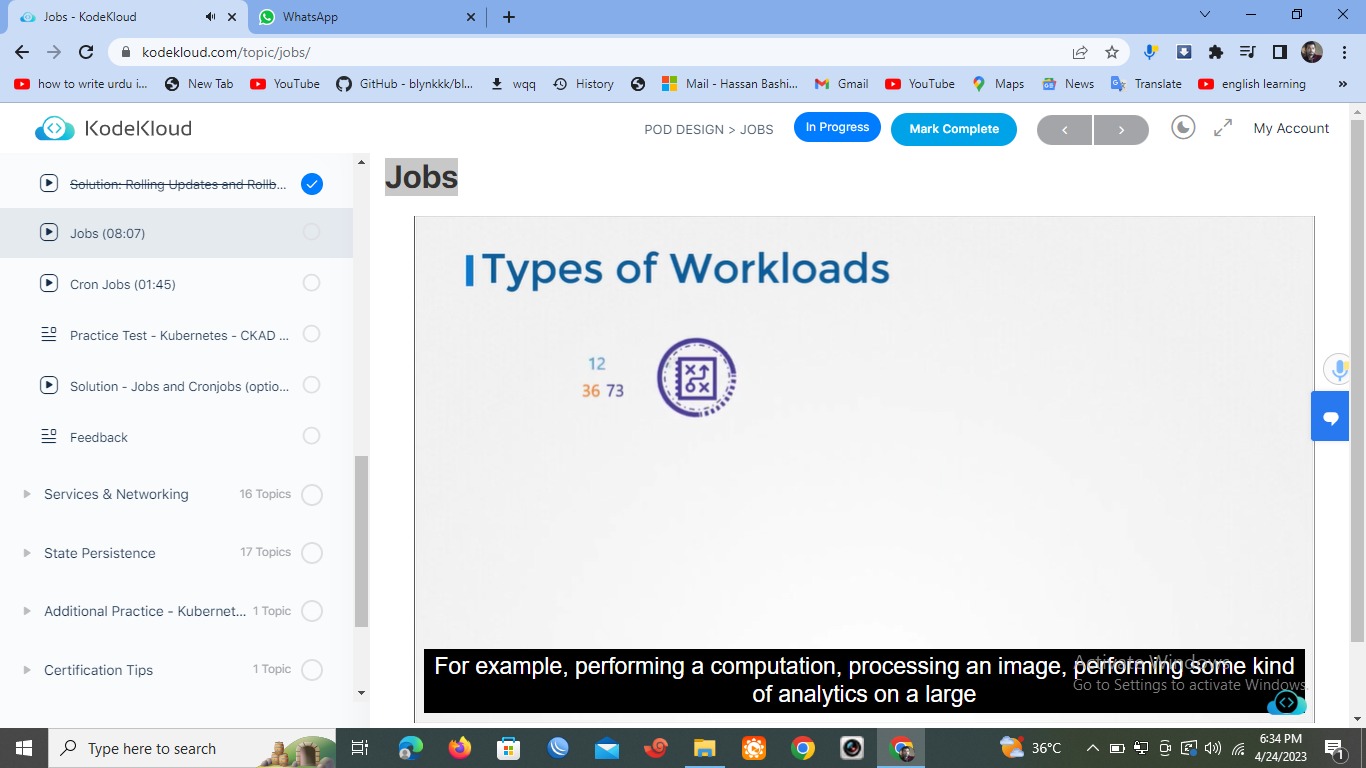 Jobs - KodeKloud
WhatsApp
kodekloud.com/topic/jobs/
how to write urdu i...
New Tab
YouTube
GitHub - blynkkk/bl...
wqq
History
Mail - Hassan Bashi...
Gmail
YouTube
Maps
News
Translate
english learning
»
KodeKloud
POD DESIGN > JOBS
In Progress
Mark Complete
My Account
Solution: Rolling Updates and Rollb...
Jobs (08:07)
Cron Jobs (01:45)
Practice Test - Kubernetes - CKAD ...
Solution - Jobs and Cronjobs (optio...
Feedback
Services & Networking 16 Topics
State Persistence 17 Topics
Additional Practice - Kubernet... 1 Topic
Certification Tips 1 Topic
Jobs
Types of Workloads
12
36 73
For example, performing a computation, processing an image, performing some kind
of analytics on a large
Activate Windows
Go to Settings to activate Windows.
Type here to search
36°C
6:34 PM
4/24/2023
1